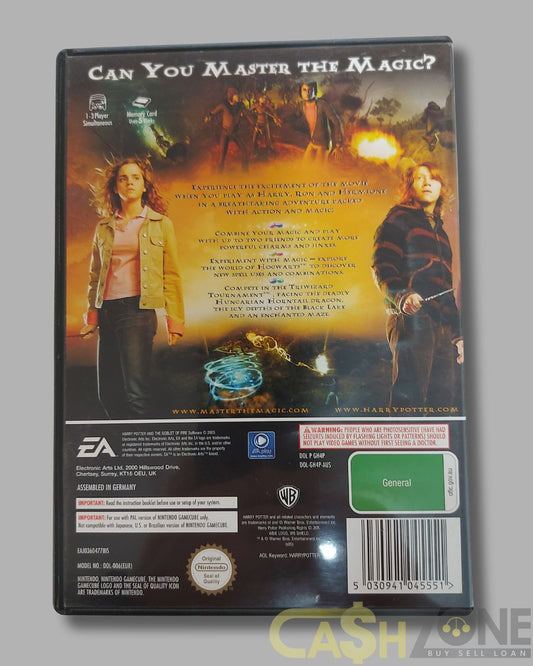 CAN YOU MASTER THE MAGIC?
1-3 Player
Simultaneous
Memory Card
EXPERIENCE THE EXCITEMENT OF THE MOVIE
WHEN YOU PLAY AS HARRY, RON AND HERMIONE
IN A BREATHTAKING ADVENTURE PACKED
WITH ACTION AND MAGIC.
COMBINE YOUR MAGIC AND PLAY
WITH UP TO TWO FRIENDS TO CREATE MORE
POWERFUL CHARMS AND JINXES
EXPERIMENT WITH MAGIC – EXPLORE
THE WORLD OF HOGWARTS™ TO DISCOVER
NEW SPELL USES AND COMBINATIONS
COMPETE IN THE TRIWIZARD
TOURNAMENT™, FACING THE DEADLY
HUNGARIAN HORNTAIL DRAGON,
THE ICY DEPTHS OF THE BLACK LAKE
AND AN ENCHANTED MAZE
WWW.MASTERTHEMAGIC.COM
WWW.HARRYPOTTER.COM
EA
Electronic Arts Ltd, 2000 Hillswood Drive,
Chertsey, Surrey, KT16 0EU, UK.
ASSEMBLED IN GERMANY
IMPORTANT: Read the instruction booklet before use or setup of your system.
IMPORTANT: For use with PAL version of NINTENDO GAMECUBE only.
Not compatible with Japanese, U.S. or Brazilian version of NINTENDO GAMECUBE.
EAJ03604771IS
MODEL NO.: DOL-006(EUR)
NINTENDO, NINTENDO GAMECUBE, THE NINTENDO
GAMECUBE LOGO AND THE SEAL OF QUALITY ICON
ARE TRADEMARKS OF NINTENDO.
Original
Nintendo
Seal of
Quality
EA play
WB
AOL Keyword: HARRYPOTTER
WARNING: PEOPLE WHO ARE PHOTOSENSITIVE (HAVE HAD
SEIZURES INDUCED BY FLASHING LIGHTS OR PATTERNS) SHOULD
NOT PLAY VIDEO GAMES WITHOUT FIRST SEEING A DOCTOR.
DOL P GH4P
DOL-GH4P-AUS
General
5 030941 045551
CA$HZONE
BUY SELL LOAN